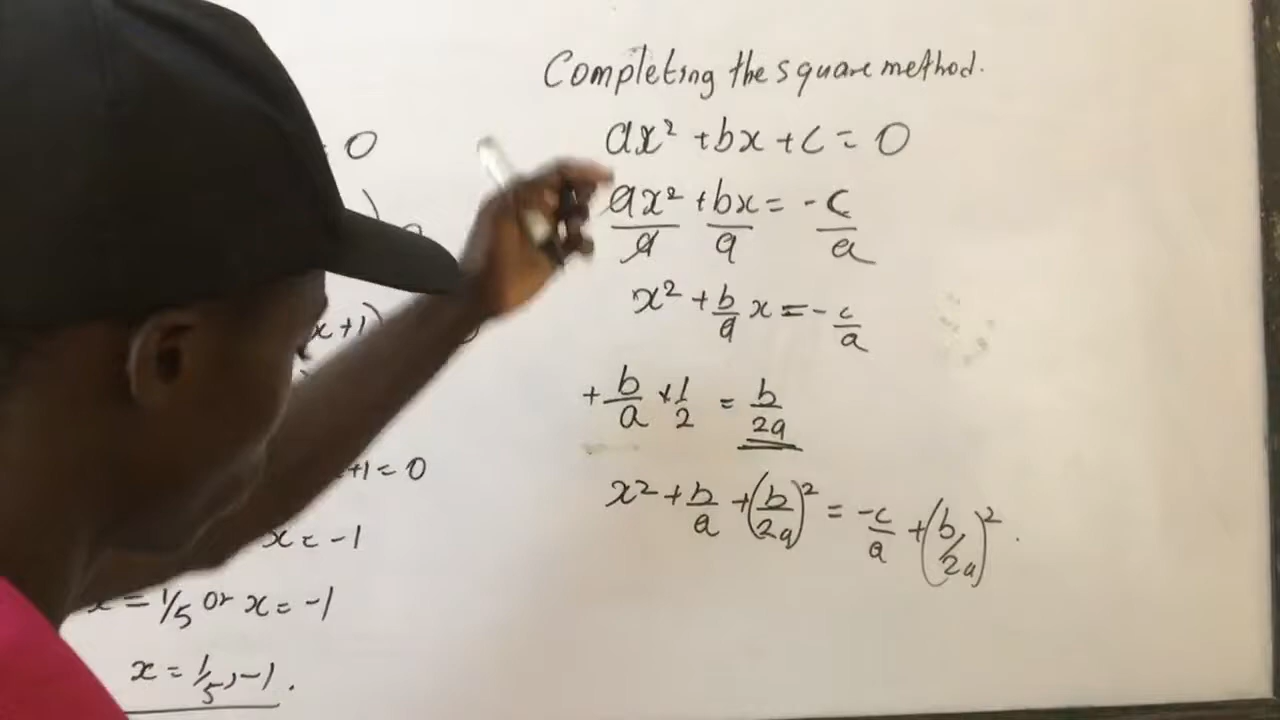 = 0
)
x+1)
+1 = 0
x = -1
x = 1/5 or x = -1
x = 1/5, -1.
Completing the square method.
ax² + bx + c = 0
ax²/a + bx/a = -c/a
x² + b/a x = -c/a
+ b/a × 1/2 = b/2a
x² + b/a + (b/2a)² = -c/a + (b/2a)².